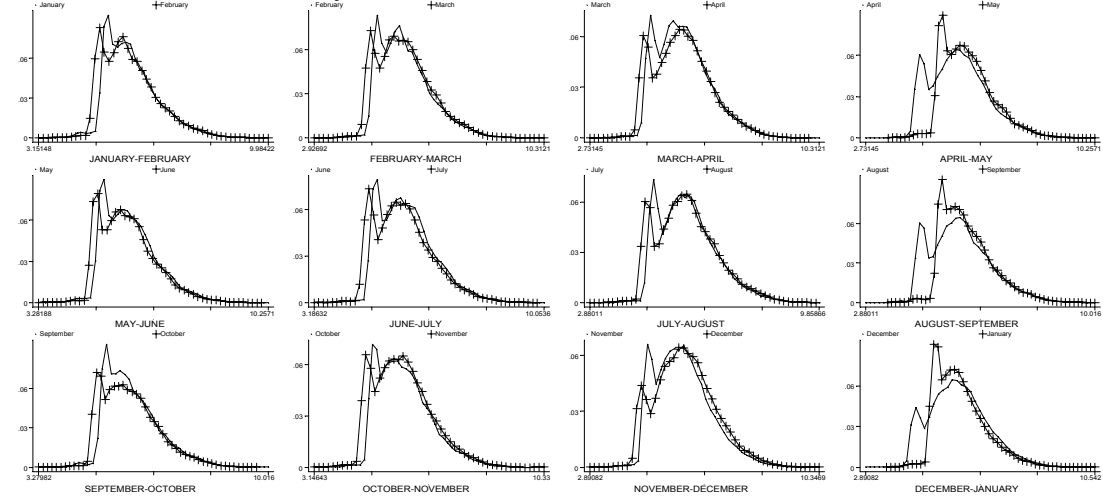 January February
.06
.03
0
3.15148 9.98422
JANUARY-FEBRUARY
February March
.06
.03
0
2.92692 10.3121
FEBRUARY-MARCH
March April
.06
.03
0
2.73145 10.3121
MARCH-APRIL
April May
.06
.03
0
2.73145 10.2571
APRIL-MAY
May June
.06
.03
0
3.28188 10.2571
MAY-JUNE
June July
.06
.03
0
3.18632 10.0536
JUNE-JULY
July August
.06
.03
0
2.88011 9.85866
JULY-AUGUST
August September
.06
.03
0
2.88011 10.016
AUGUST-SEPTEMBER
September October
.06
.03
0
3.27982 10.016
SEPTEMBER-OCTOBER
October November
.06
.03
0
3.14643 10.33
OCTOBER-NOVEMBER
November December
.06
.03
0
2.89082 10.3469
NOVEMBER-DECEMBER
December January
.06
.03
0
2.89082 10.542
DECEMBER-JANUARY